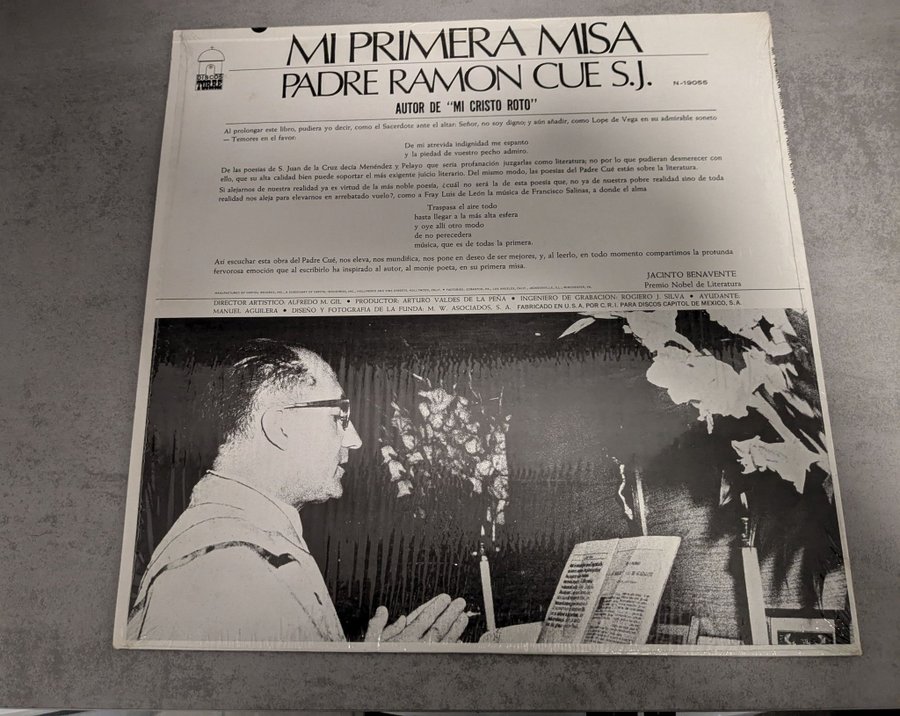 MI PRIMERA MISA
PADRE RAMON CUE S.J.
N-19055
AUTOR DE "MI CRISTO ROTO"
DISCOS
Al prolongar este libro, pudiera yo decir, como el Sacerdote ante el altar: Señor, no soy digno; y aún añadir, como Lope de Vega en su admirable soneto
— Temores en el favor:
De mi atrevida indignidad me espanto
y la piedad de vuestro pecho admiro.
De las poesías de S. Juan de la Cruz decía Menéndez y Pelayo que sería profanación juzgarlas como literatura; no por lo que pudieran desmerecer con
ello, que su alta calidad bien puede soportar el más exigente juicio literario. Del mismo modo, las poesías del Padre Cué están sobre la literatura.
Si alejarnos de nuestra realidad ya es virtud de la más noble poesía, ¿cuál no será la de esta poesía que, no ya de nuestra pobre realidad sino de toda
realidad nos aleja para elevarnos en arrebatado vuelo?, como a Fray Luis de León la música de Francisco Salinas, a donde el alma
Traspasa el aire todo
hasta llegar a la más alta esfera
y oye allí otro modo
de no perecedera
música, que es de todas la primera.
Así escuchar esta obra del Padre Cué, nos eleva, nos mundifica, nos pone en deseo de ser mejores, y, al leerlo, en todo momento compartimos la profunda
fervorosa emoción que al escribirlo ha inspirado al autor, al monje poeta, en su primera misa.
JACINTO BENAVENTE
Premio Nobel de Literatura
DIRECTOR ARTISTICO: ALFREDO M. GIL • PRODUCTOR: ARTURO VALDES DE LA PEÑA • INGENIERO DE GRABACION: ROGIERO J. SILVA • AYUDANTE:
MANUEL AGUILERA • DISEÑO Y FOTOGRAFIA DE LA FUNDA: M. W. ASOCIADOS, S. A. FABRICADO EN U.S.A. POR C.R.I. PARA DISCOS CAPITOL DE MEXICO, S.A.